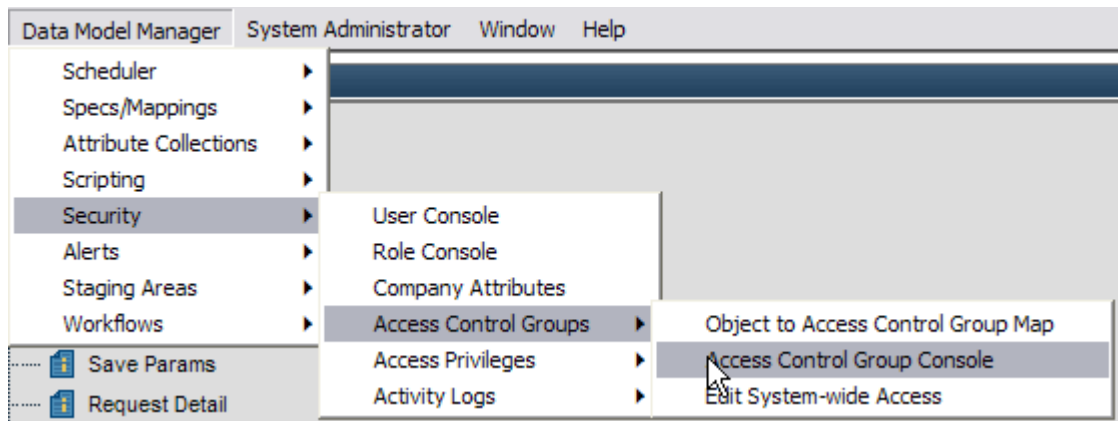 Data Model Manager System Administrator Window Help
Scheduler
Specs/Mappings
Attribute Collections
Scripting
Security
Alerts
Staging Areas
Workflows
Save Params
Request Detail
User Console
Role Console
Company Attributes
Access Control Groups
Access Privileges
Activity Logs
Object to Access Control Group Map
Access Control Group Console
Edit System-wide Access